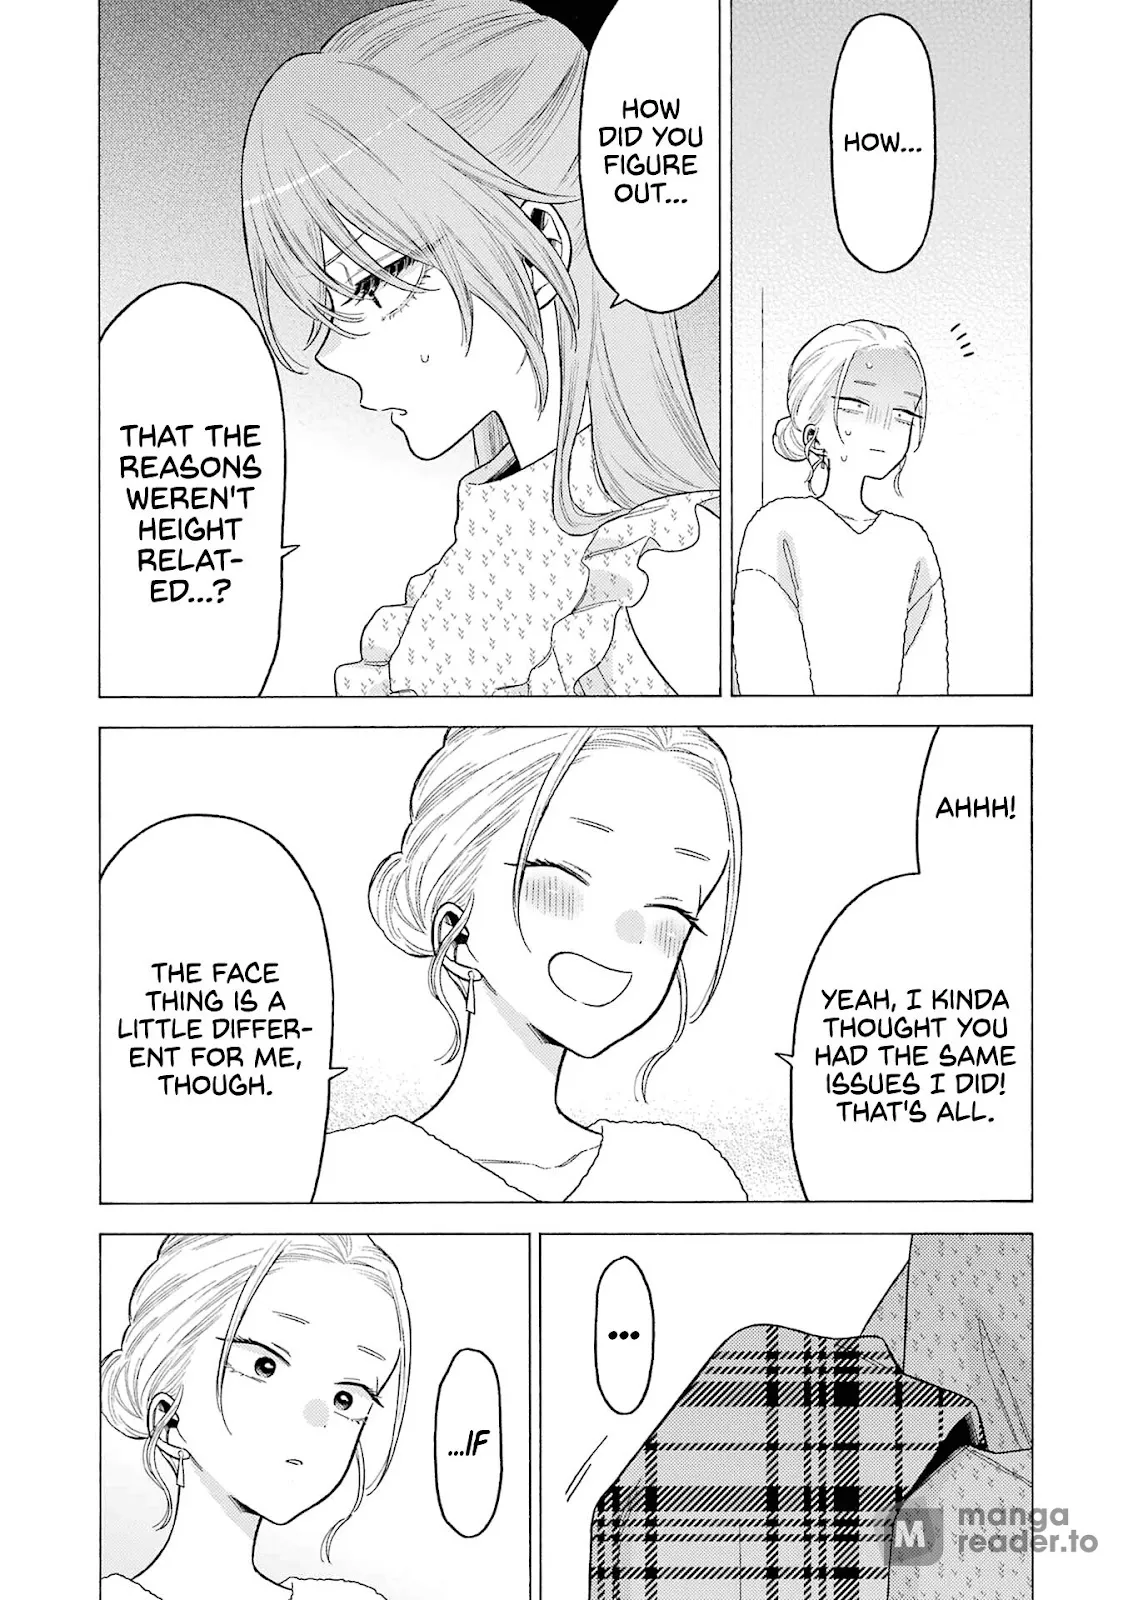 HOW...
HOW
DID YOU
FIGURE
OUT...
THAT THE
REASONS
WEREN'T
HEIGHT
RELAT-
ED...?
AHHH!
YEAH, I KINDA
THOUGHT YOU
HAD THE SAME
ISSUES I DID!
THAT'S ALL.
THE FACE
THING IS A
LITTLE DIFFER-
ENT FOR ME,
THOUGH.
...
...IF
M manga
reader.to